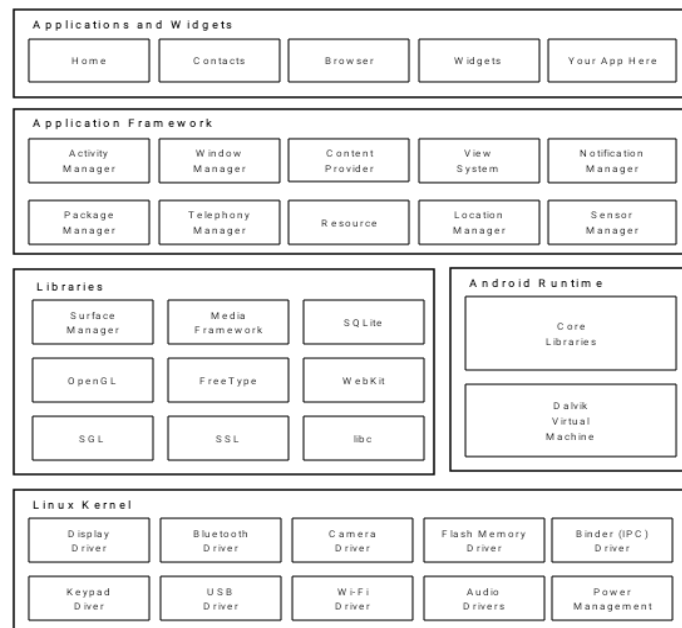 Applications and Widgets
Home
Contacts
Browser
Widgets
Your App Here
Application Framework
Activity
Manager
Window
Manager
Content
Provider
View
System
Notification
Manager
Package
Manager
Telephony
Manager
Resource
Location
Manager
Sensor
Manager
Libraries
Surface
Manager
Media
Framework
SQLite
OpenGL
FreeType
WebKit
SGL
SSL
libc
Android Runtime
Core
Libraries
Dalvik
Virtual
Machine
Linux Kernel
Display
Driver
Bluetooth
Driver
Camera
Driver
Flash Memory
Driver
Binder (IPC)
Driver
Keypad
Diver
USB
Driver
Wi-Fi
Driver
Audio
Drivers
Power
Management